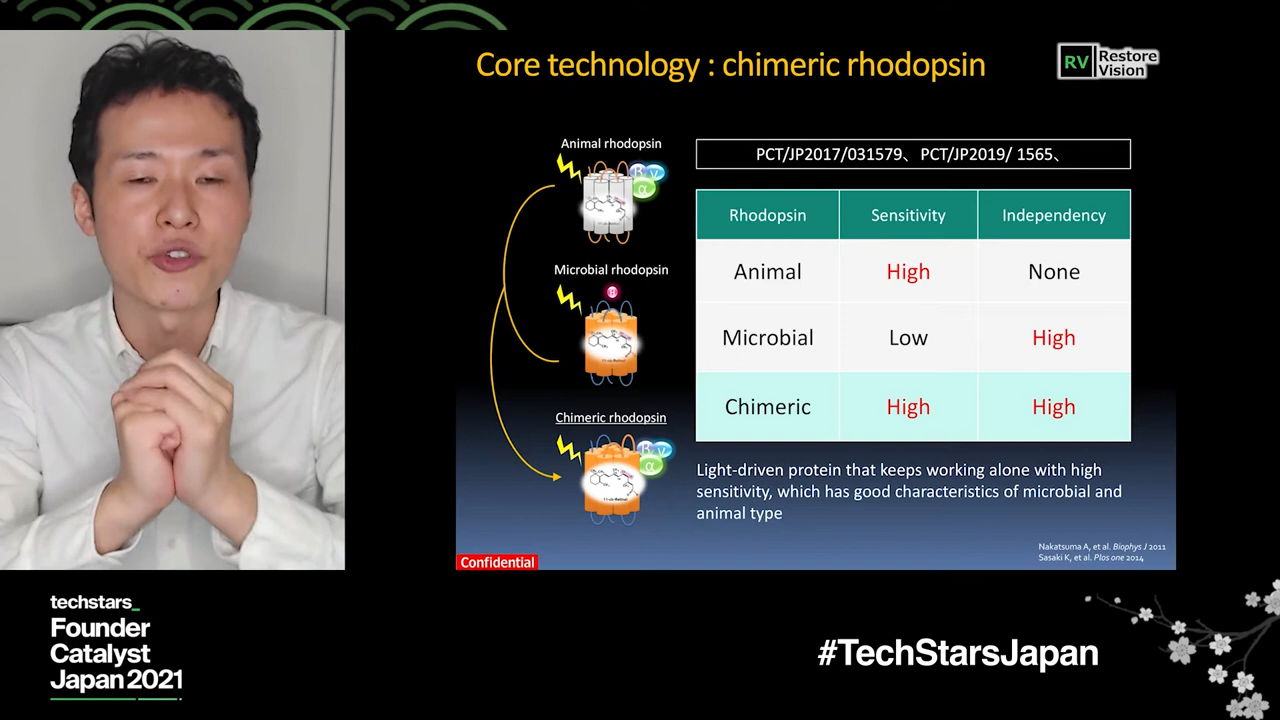 Core technology : chimeric rhodopsin
RV Restore
Vision
Animal rhodopsin
β γ
α
Microbial rhodopsin
H
Chimeric rhodopsin
β γ
α
PCT/JP2017/031579、 PCT/JP2019/ 1565、
Rhodopsin Sensitivity Independency
Animal High None
Microbial Low High
Chimeric High High
Light-driven protein that keeps working alone with high
sensitivity, which has good characteristics of microbial and
animal type
Nakatsuma A, et al. Biophys J 2011
Sasaki K, et al. Plos one 2014
Confidential
techstars_
Founder
Catalyst
Japan 2021
#TechStarsJapan